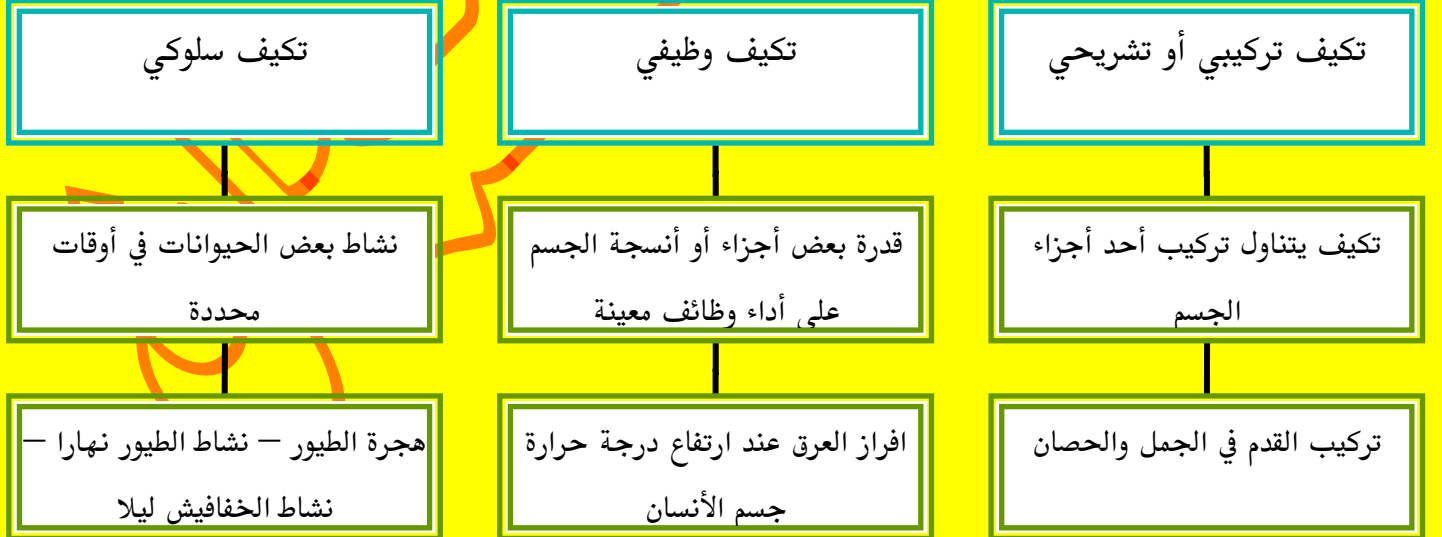 تكيف تركيبي أو تشريحي
تكيف وظيفي
تكيف سلوكي
تكيف يتناول تركيب أحد أجزاء
الجسم
قدرة بعض أجزاء أو أنسجة الجسم
على أداء وظائف معينة
نشاط بعض الحيوانات في أوقات
محددة
تركيب القدم في الجمل والحصان
افراز العرق عند ارتفاع درجة حرارة
جسم الأنسان
هجرة الطيور – نشاط الطيور نهارا –
نشاط الخفافيش ليلا